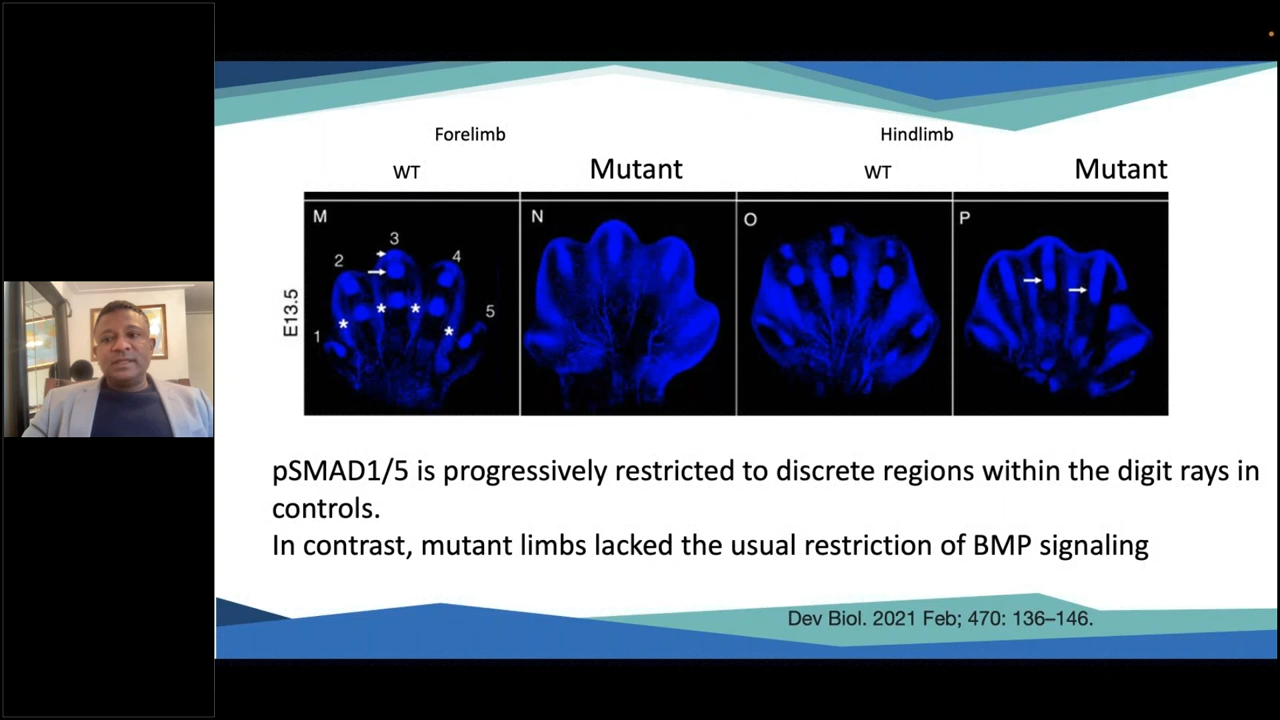 Forelimb
Hindlimb
WT
Mutant
WT
Mutant
M
N
O
P
3
2
4
5
1
*
*
*
*
*
E13.5
pSMAD1/5 is progressively restricted to discrete regions within the digit rays in
controls.
In contrast, mutant limbs lacked the usual restriction of BMP signaling
Dev Biol. 2021 Feb; 470: 136–146.